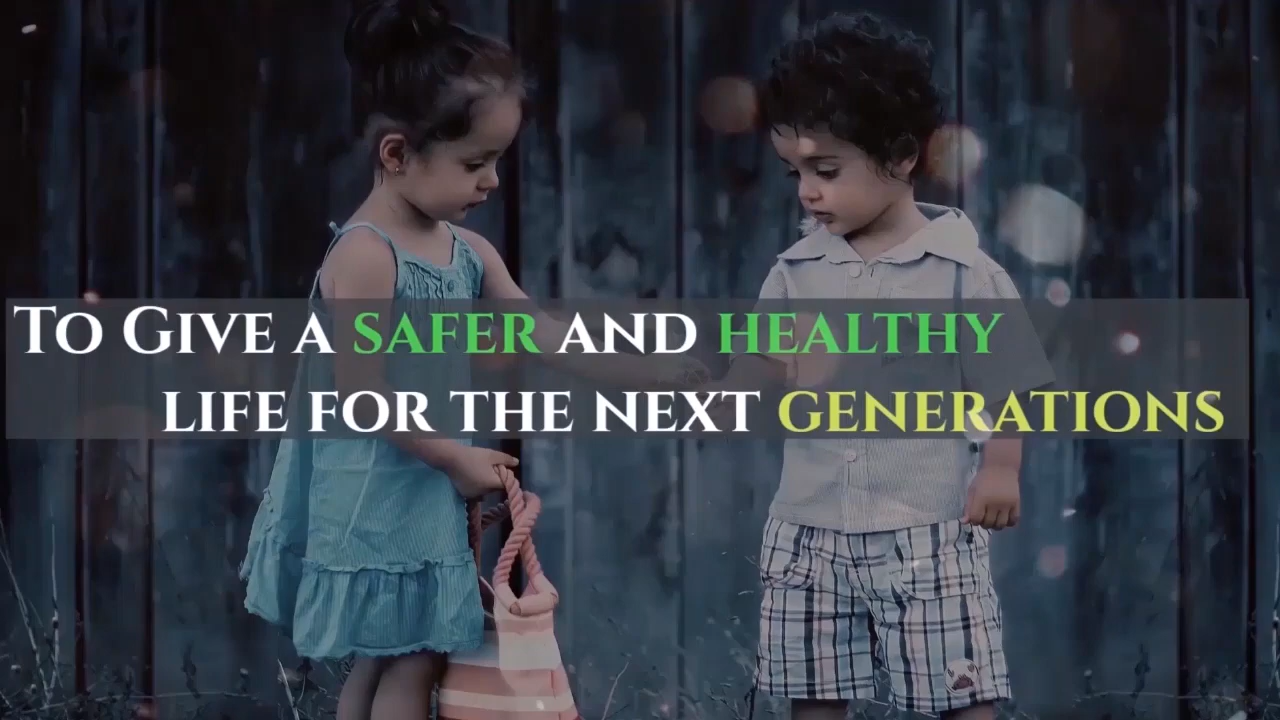 To Give a safer and healthy
life for the next generations